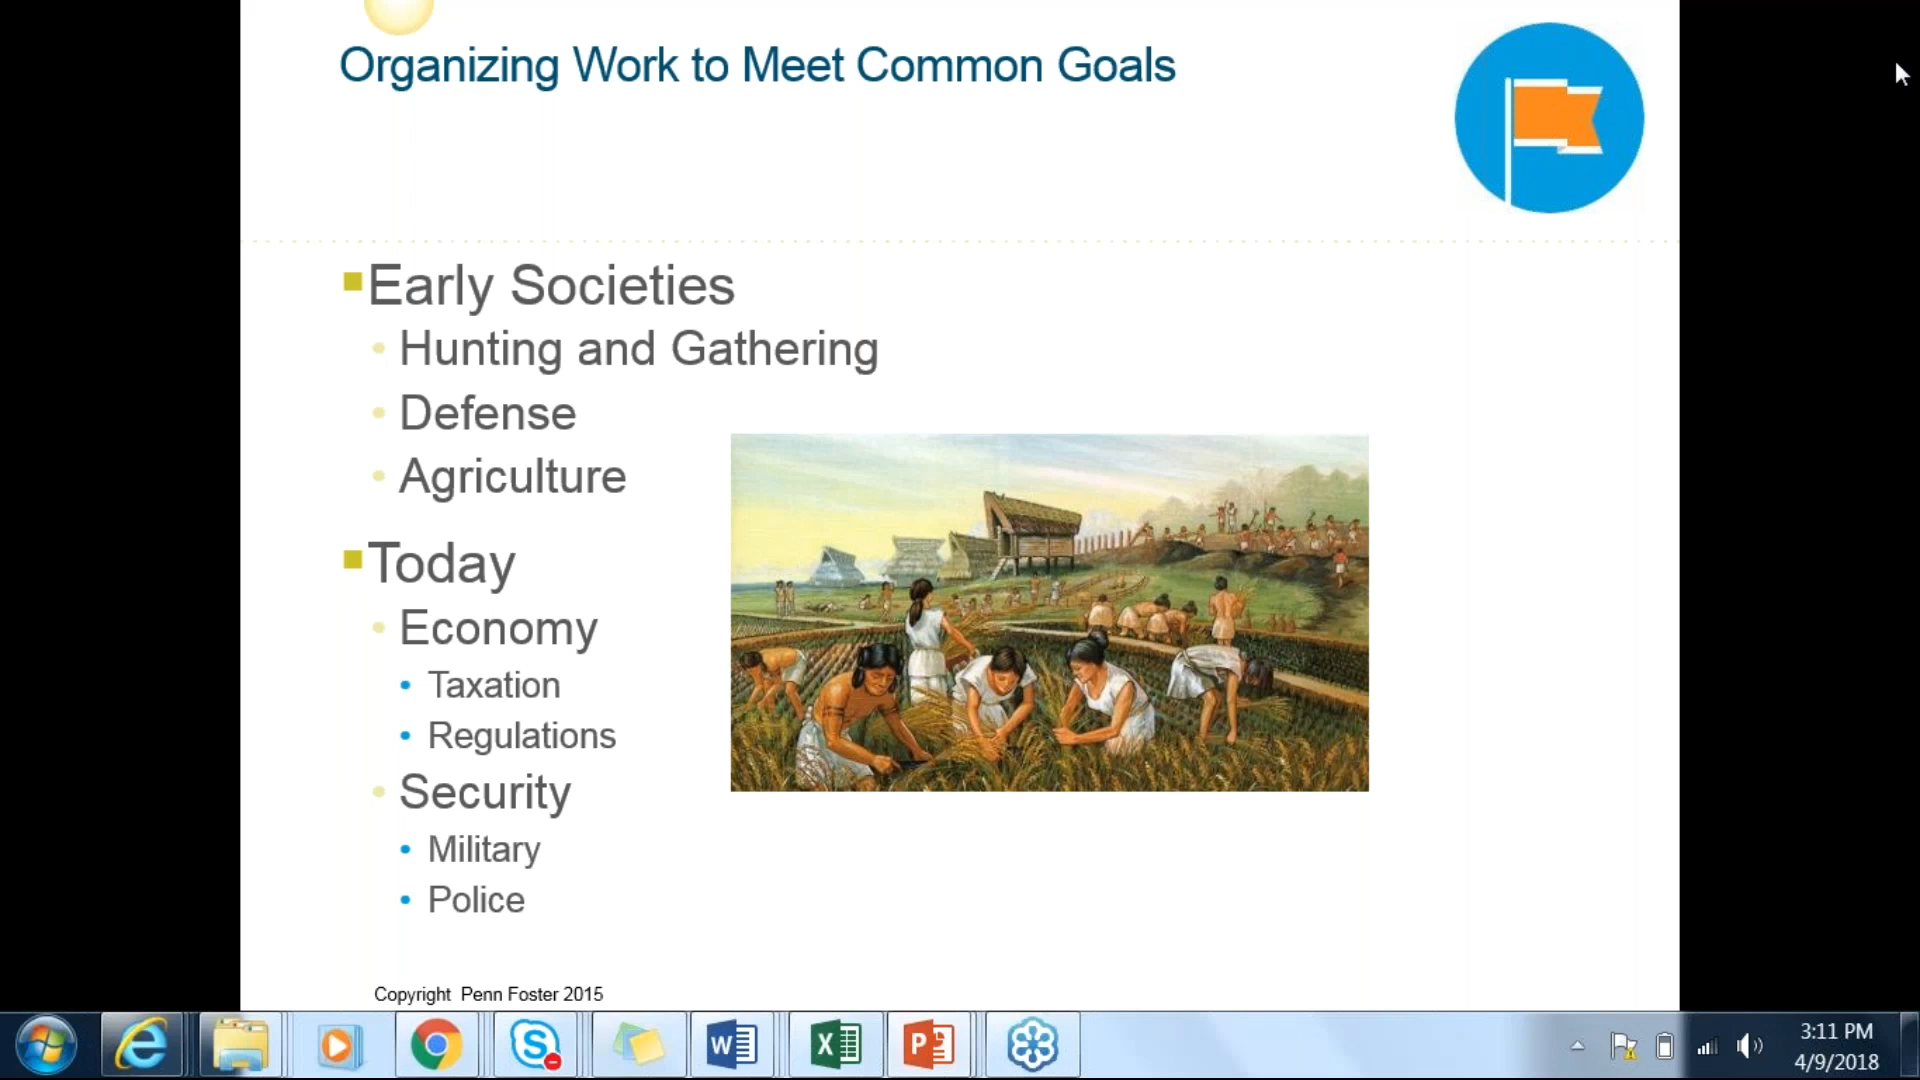 Organizing Work to Meet Common Goals
Early Societies
Hunting and Gathering
Defense
Agriculture
Today
Economy
Taxation
Regulations
Security
Military
Police
Copyright Penn Foster 2015
3:11 PM
4/9/2018